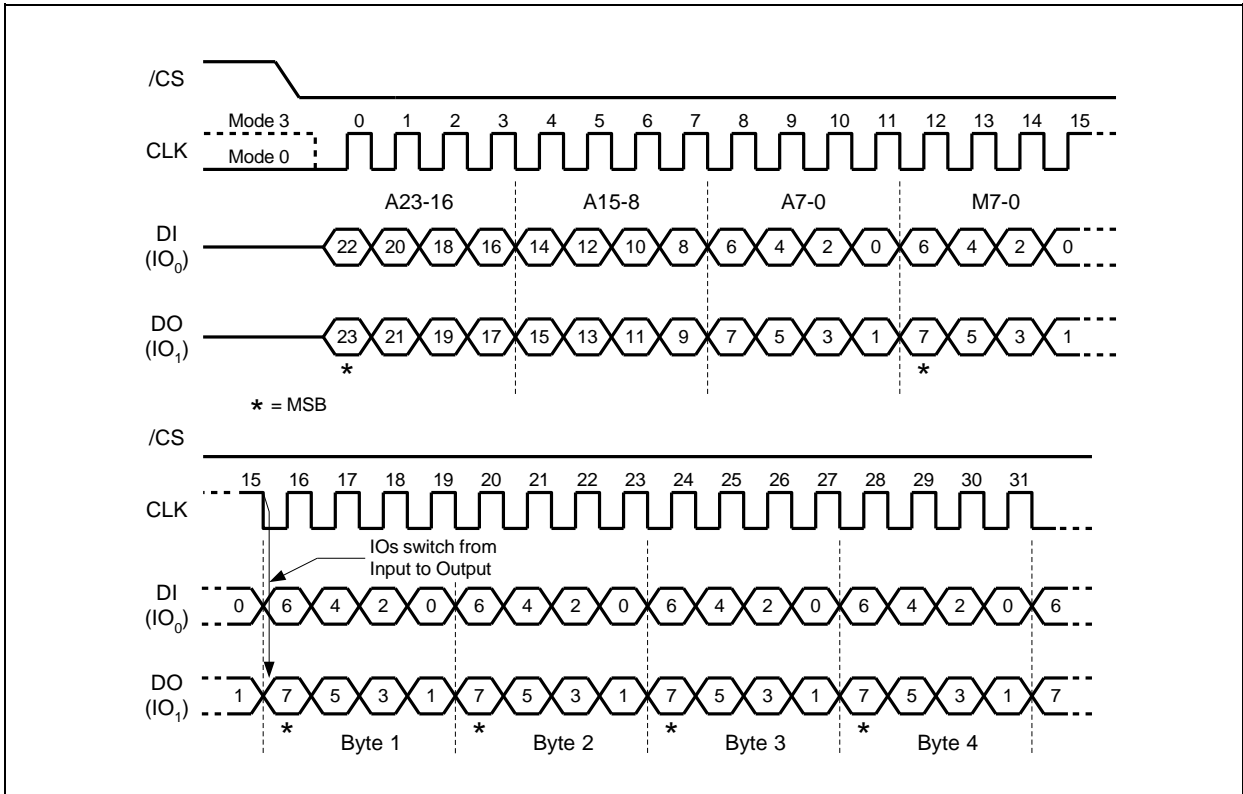 /CS
Mode 3 0 1 2 3 4 5 6 7 8 9 10 11 12 13 14 15
CLK
Mode 0
A23-16 A15-8 A7-0 M7-0
DI
(IO0) 22 20 18 16 14 12 10 8 6 4 2 0 6 4 2 0
DO
(IO1) 23 21 19 17 15 13 11 9 7 5 3 1 7 5 3 1
* *
* = MSB
/CS
15 16 17 18 19 20 21 22 23 24 25 26 27 28 29 30 31
CLK
IOs switch from
Input to Output
DI
(IO0) 0 6 4 2 0 6 4 2 0 6 4 2 0 6 4 2 0 6
DO
(IO1) 1 7 5 3 1 7 5 3 1 7 5 3 1 7 5 3 1 7
* * * *
Byte 1 Byte 2 Byte 3 Byte 4